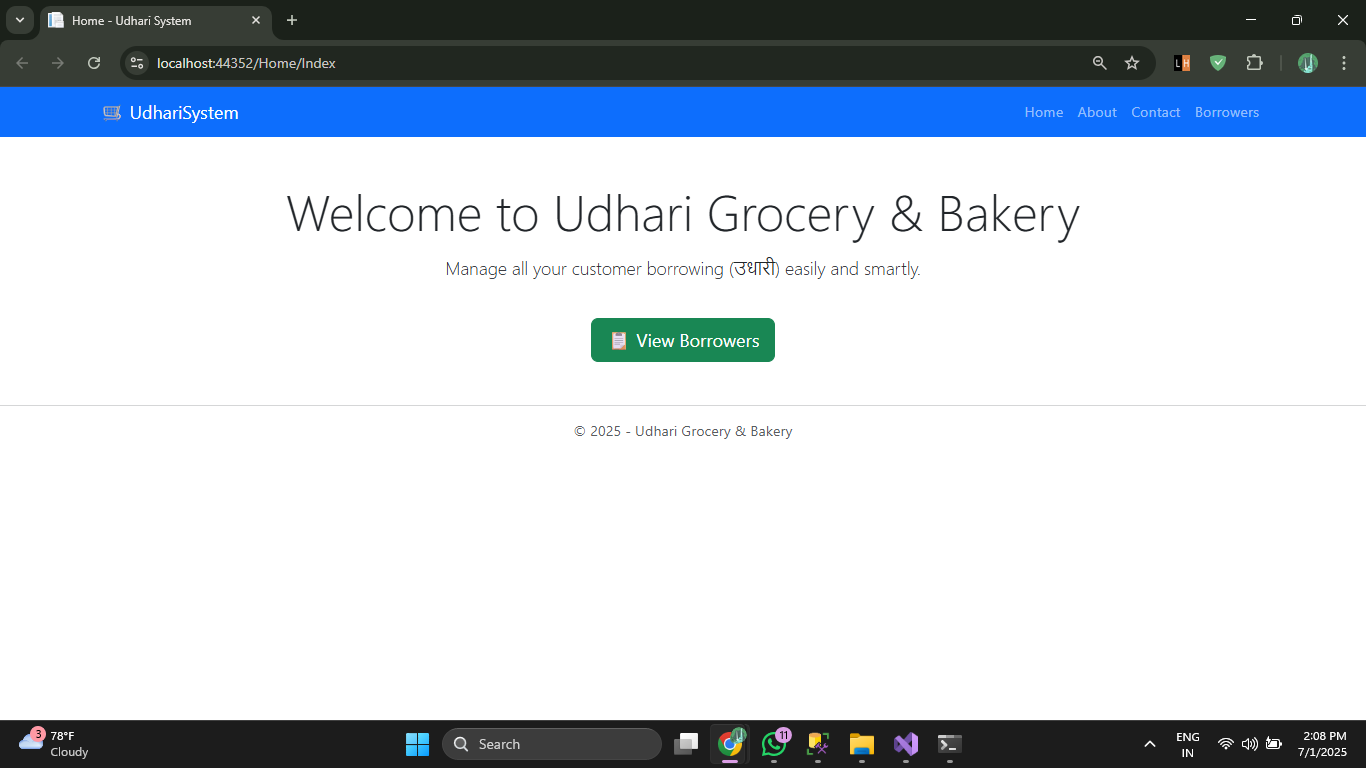 Home - Udhari System
localhost:44352/Home/Index
L H
UdhariSystem
Home About Contact Borrowers
Welcome to Udhari Grocery & Bakery
Manage all your customer borrowing (उधारी) easily and smartly.
View Borrowers
© 2025 - Udhari Grocery & Bakery
3
78°F
Cloudy
Search
11
ENG
IN
2:08 PM
7/1/2025